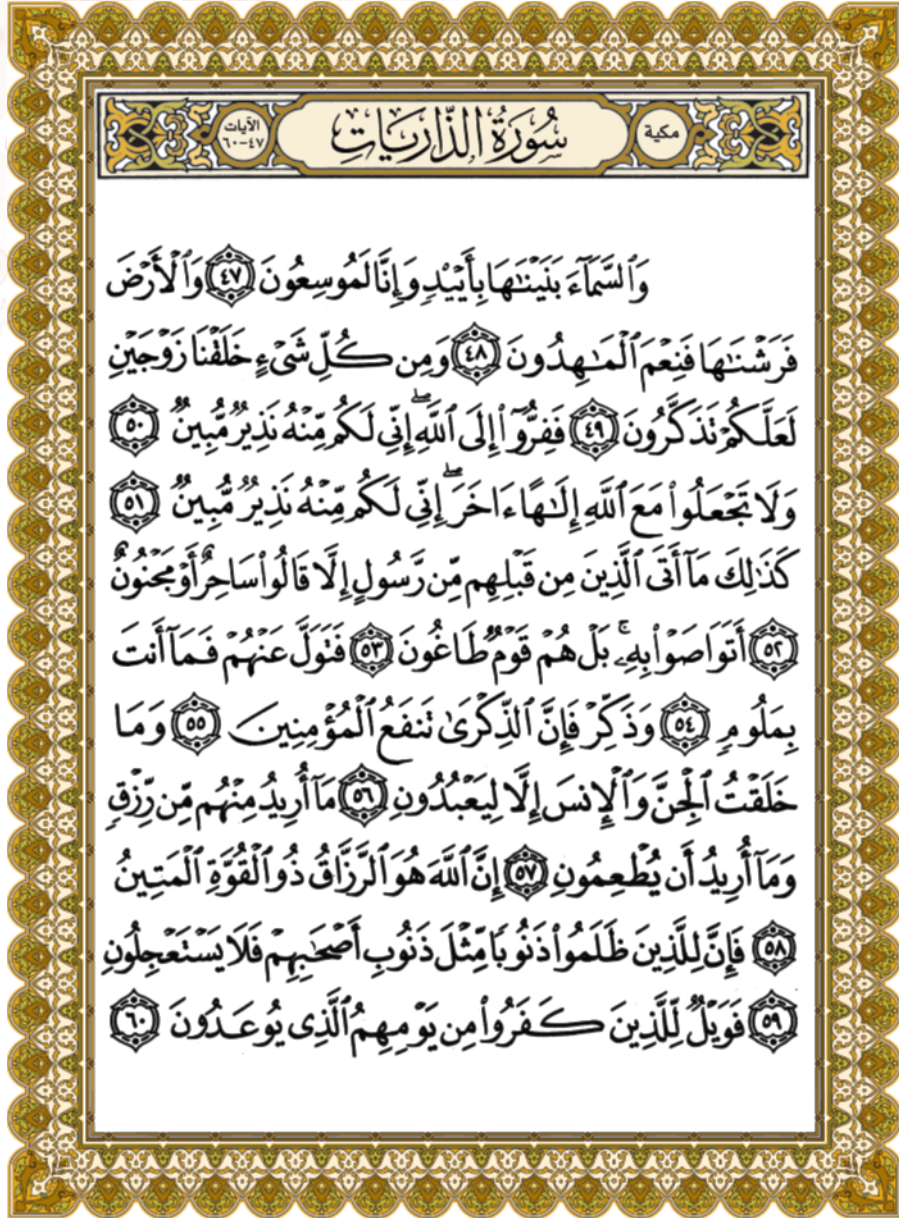 مكية
سُورَةُ الذَّارِيَاتِ
الآيات ٤٧-٦٠
وَٱلسَّمَآءَ بَنَيْنَٰهَا بِأَيْي۟دٍ وَإِنَّا لَمُوسِعُونَ ٤٧ وَٱلْأَرْضَ
فَرَشْنَٰهَا فَنِعْمَ ٱلْمَٰهِدُونَ ٤٨ وَمِن كُلِّ شَىْءٍ خَلَقْنَا زَوْجَيْنِ
لَعَلَّكُمْ تَذَكَّرُونَ ٤٩ فَفِرُّوٓا۟ إِلَى ٱللَّهِ ۖ إِنِّى لَكُم مِّنْهُ نَذِيرٌ مُّبِينٌ ٥٠
وَلَا تَجْعَلُوا۟ مَعَ ٱللَّهِ إِلَٰهًا ءَاخَرَ ۖ إِنِّى لَكُم مِّنْهُ نَذِيرٌ مُّبِينٌ ٥١
كَذَٰلِكَ مَآ أَتَى ٱلَّذِينَ مِن قَبْلِهِم مِّن رَّسُولٍ إِلَّا قَالُوا۟ سَاحِرٌ أَوْ مَجْنُونٌ
٥٢ أَتَوَاصَوْا۟ بِهِۦ ۚ بَلْ هُمْ قَوْمٌ طَاغُونَ ٥٣ فَتَوَلَّ عَنْهُمْ فَمَآ أَنتَ
بِمَلُومٍ ٥٤ وَذَكِّرْ فَإِنَّ ٱلذِّكْرَىٰ تَنفَعُ ٱلْمُؤْمِنِينَ ٥٥ وَمَا
خَلَقْتُ ٱلْجِنَّ وَٱلْإِنسَ إِلَّا لِيَعْبُدُونِ ٥٦ مَآ أُرِيدُ مِنْهُم مِّن رِّزْقٍ
وَمَآ أُرِيدُ أَن يُطْعِمُونِ ٥٧ إِنَّ ٱللَّهَ هُوَ ٱلرَّزَّاقُ ذُو ٱلْقُوَّةِ ٱلْمَتِينُ
٥٨ فَإِنَّ لِلَّذِينَ ظَلَمُوا۟ ذَنُوبًا مِّثْلَ ذَنُوبِ أَصْحَٰبِهِمْ فَلَا يَسْتَعْجِلُونِ
٥٩ فَوَيْلٌ لِّلَّذِينَ كَفَرُوا۟ مِن يَوْمِهِمُ ٱلَّذِى يُوعَدُونَ ٦٠